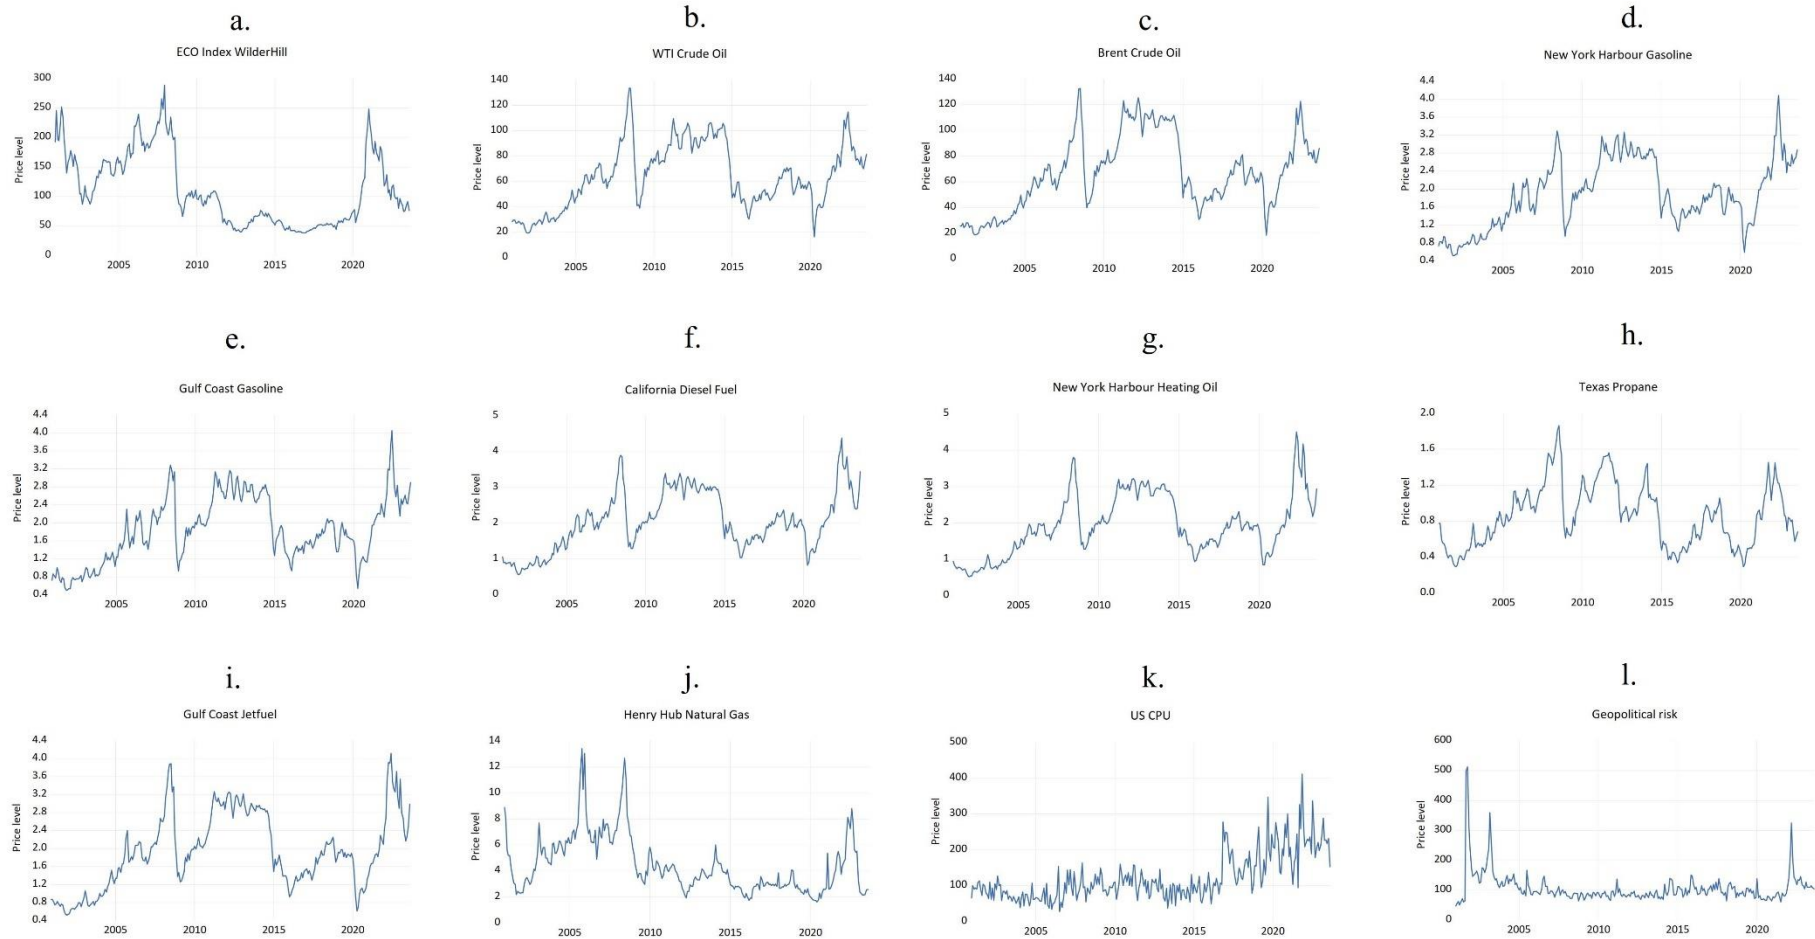 a.
ECO Index WilderHill
Price level
300
250
200
150
100
50
0
2005 2010 2015 2020
b.
WTI Crude Oil
Price level
140
120
100
80
60
40
20
0
2005 2010 2015 2020
c.
Brent Crude Oil
Price level
140
120
100
80
60
40
20
0
2005 2010 2015 2020
d.
New York Harbour Gasoline
Price level
4.4
4.0
3.6
3.2
2.8
2.4
2.0
1.6
1.2
0.8
0.4
2005 2010 2015 2020
e.
Gulf Coast Gasoline
Price level
4.4
4.0
3.6
3.2
2.8
2.4
2.0
1.6
1.2
0.8
0.4
2005 2010 2015 2020
f.
California Diesel Fuel
Price level
5
4
3
2
1
0
2005 2010 2015 2020
g.
New York Harbour Heating Oil
Price level
5
4
3
2
1
0
2005 2010 2015 2020
h.
Texas Propane
Price level
2.0
1.6
1.2
0.8
0.4
0.0
2005 2010 2015 2020
i.
Gulf Coast Jetfuel
Price level
4.4
4.0
3.6
3.2
2.8
2.4
2.0
1.6
1.2
0.8
0.4
2005 2010 2015 2020
j.
Henry Hub Natural Gas
Price level
14
12
10
8
6
4
2
0
2005 2010 2015 2020
k.
US CPU
Price level
500
400
300
200
100
0
2005 2010 2015 2020
l.
Geopolitical risk
Price level
600
500
400
300
200
100
0
2005 2010 2015 2020